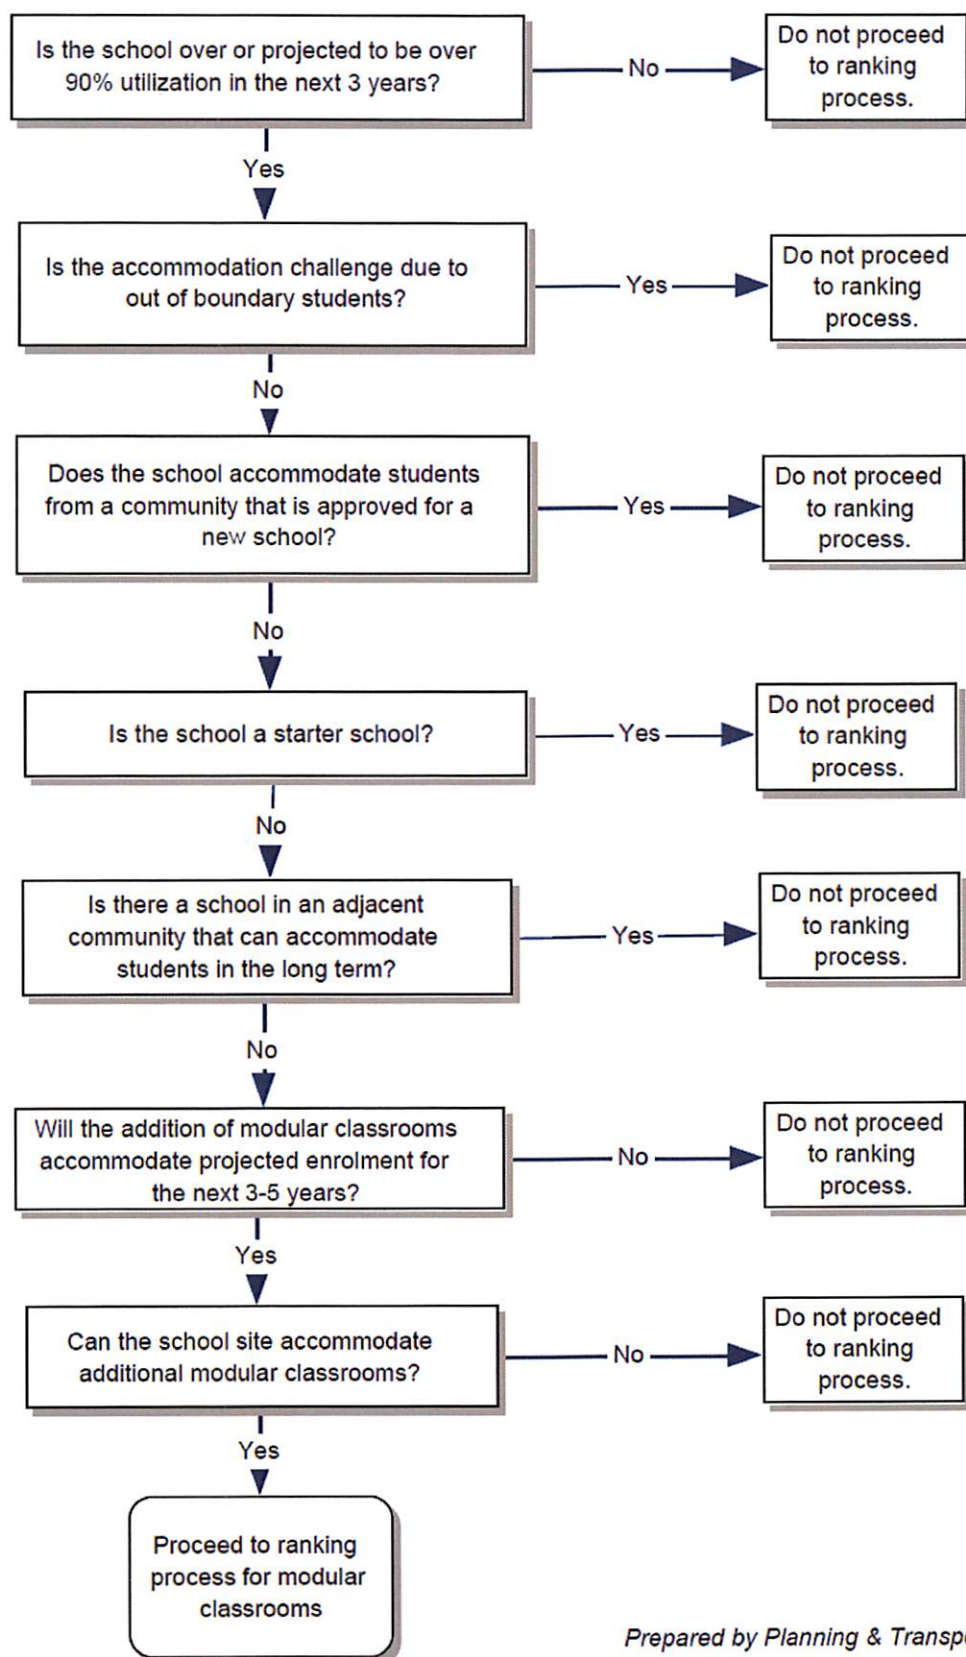 Is the school over or projected to be over
90% utilization in the next 3 years?
No
Do not proceed
to ranking
process.
Yes
Is the accommodation challenge due to
out of boundary students?
Yes
Do not proceed
to ranking
process.
No
Does the school accommodate students
from a community that is approved for a
new school?
Yes
Do not proceed
to ranking
process.
No
Is the school a starter school?
Yes
Do not proceed
to ranking
process.
No
Is there a school in an adjacent
community that can accommodate
students in the long term?
Yes
Do not proceed
to ranking
process.
No
Will the addition of modular classrooms
accommodate projected enrolment for
the next 3-5 years?
No
Do not proceed
to ranking
process.
Yes
Can the school site accommodate
additional modular classrooms?
No
Do not proceed
to ranking
process.
Yes
Proceed to ranking
process for modular
classrooms
Prepared by Planning &